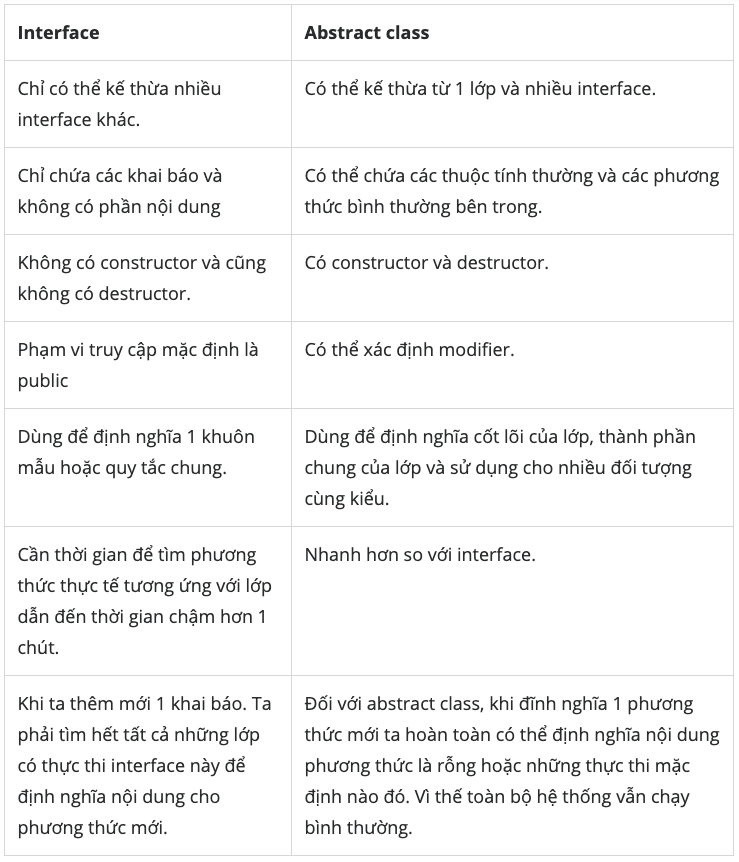 Interface
Abstract class
Chỉ có thể kế thừa nhiều
interface khác.
Có thể kế thừa từ 1 lớp và nhiều interface.
Chỉ chứa các khai báo và
không có phần nội dung
Có thể chứa các thuộc tính thường và các phương
thức bình thường bên trong.
Không có constructor và cũng
không có destructor.
Có constructor và destructor.
Phạm vi truy cập mặc định là
public
Có thể xác định modifier.
Dùng để định nghĩa 1 khuôn
mẫu hoặc quy tắc chung.
Dùng để định nghĩa cốt lõi của lớp, thành phần
chung của lớp và sử dụng cho nhiều đối tượng
cùng kiểu.
Cần thời gian để tìm phương
thức thực tế tương ứng với lớp
dẫn đến thời gian chậm hơn 1
chút.
Nhanh hơn so với interface.
Khi ta thêm mới 1 khai báo. Ta
phải tìm hết tất cả những lớp
có thực thi interface này để
định nghĩa nội dung cho
phương thức mới.
Đối với abstract class, khi đĩnh nghĩa 1 phương
thức mới ta hoàn toàn có thể định nghĩa nội dung
phương thức là rỗng hoặc những thực thi mặc
định nào đó. Vì thế toàn bộ hệ thống vẫn chạy
bình thường.